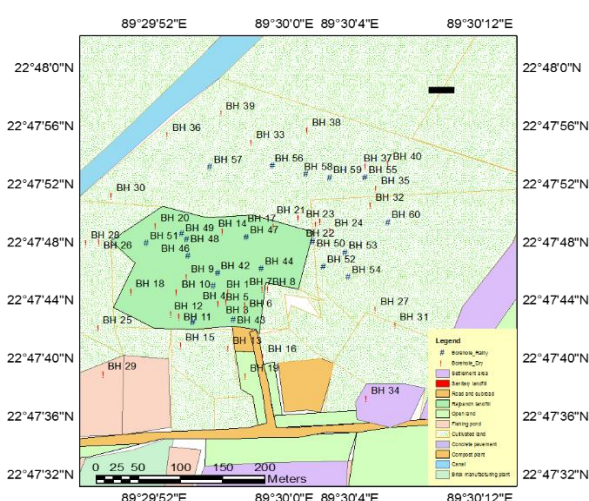 89°29'52"E 89°30'0"E 89°30'4"E 89°30'12"E
22°48'0"N 22°48'0"N
BH 39
BH 36 BH 38
22°47'56"N 22°47'56"N
BH 33
BH 57 BH 56 BH 37 BH 40
BH 58 BH 59 BH 55
22°47'52"N 22°47'52"N
BH 30 BH 35
BH 32
BH 20 BH 17 BH 21 BH 23 BH 60
BH 28 BH 51 BH 49 BH 14 BH 47 BH 22 BH 24
22°47'48"N BH 26 BH 48 BH 50 BH 53 22°47'48"N
BH 46
BH 9 BH 42 BH 44 BH 52
BH 54
BH 18 BH 10 BH 1 BH 7 BH 8
22°47'44"N BH 12 BH 5 BH 6 BH 27 22°47'44"N
BH 25 BH 11 BH 3 BH 43 BH 31
BH 15 BH 13 BH 16
22°47'40"N 22°47'40"N
BH 29 BH 19
BH 34
22°47'36"N 22°47'36"N
22°47'32"N 22°47'32"N
0 25 50 100 150 200
Meters
89°29'52"E 89°30'0"E 89°30'4"E 89°30'12"E
Legend
Borehole_Rainy
Borehole_Dry
Settlement area
Sanitary landfill
Road and subroad
Rajbandh landfill
Open land
Fishing pond
Cultivated land
Concrete pavement
Compost plant
Canal
Brick manufacturing plant